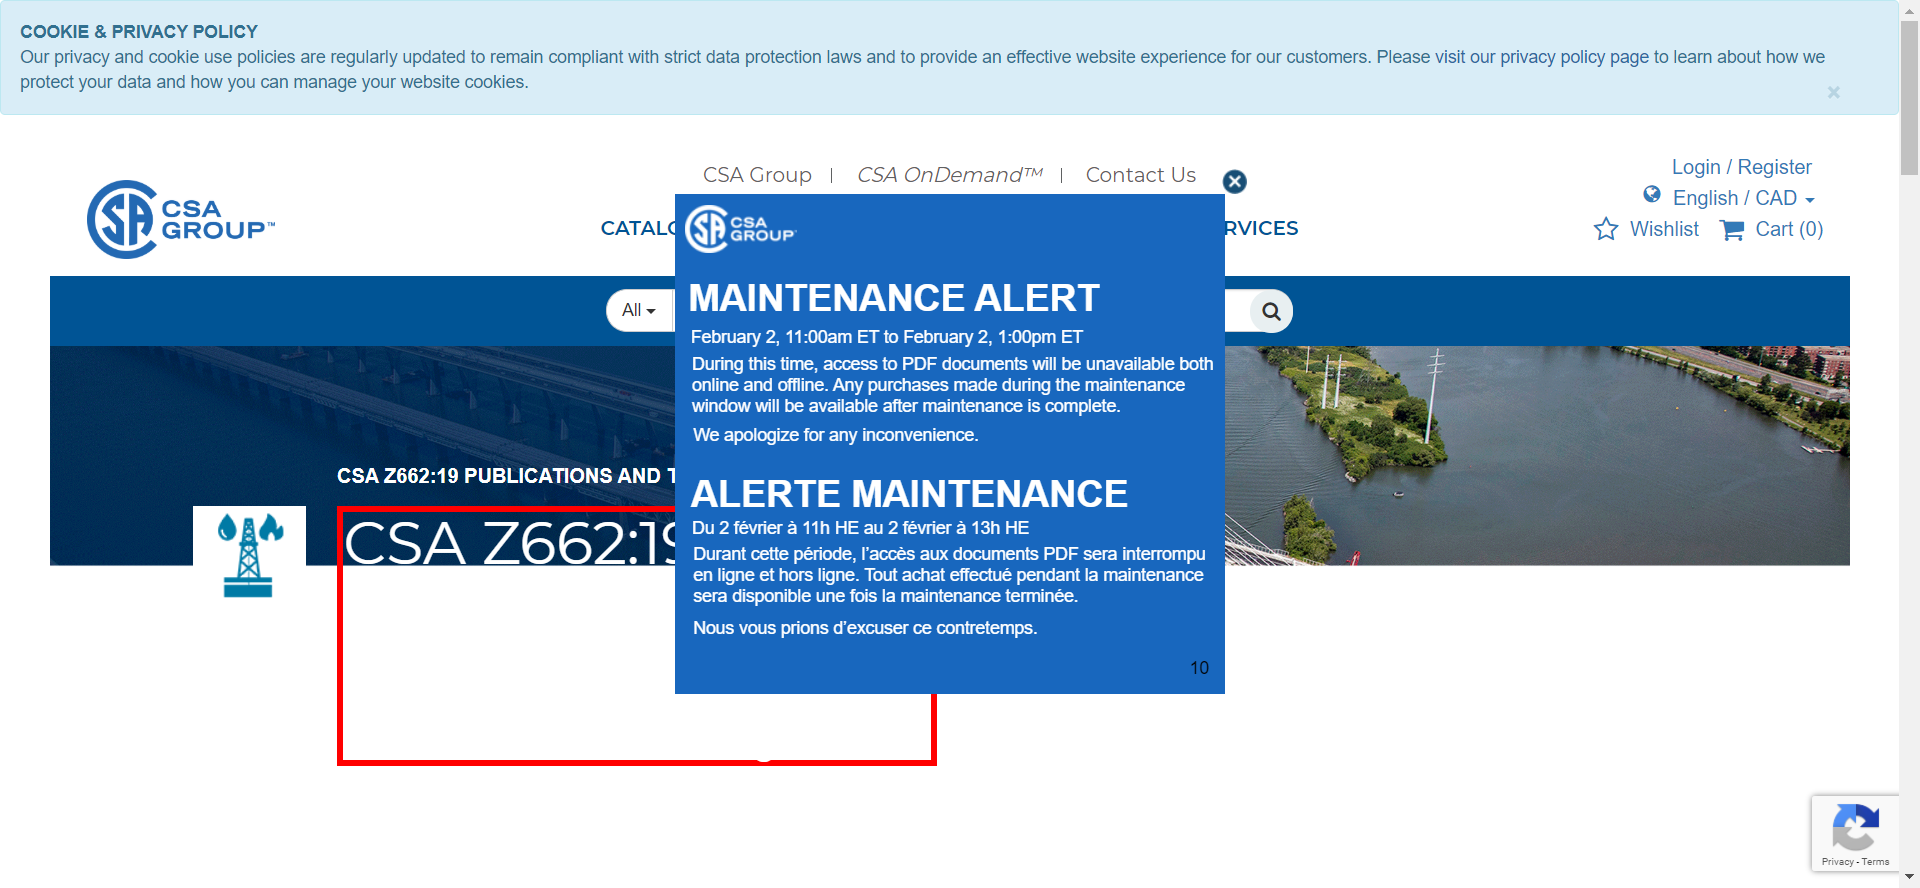 COOKIE & PRIVACY POLICY
Our privacy and cookie use policies are regularly updated to remain compliant with strict data protection laws and to provide an effective website experience for our customers. Please visit our privacy policy page to learn about how we
protect your data and how you can manage your website cookies.
×
CSA Group | CSA OnDemand™ | Contact Us
Login / Register
English / CAD
Wishlist Cart (0)
CSA
GROUP™
All
CSA
GROUP
MAINTENANCE ALERT
February 2, 11:00am ET to February 2, 1:00pm ET
During this time, access to PDF documents will be unavailable both
online and offline. Any purchases made during the maintenance
window will be available after maintenance is complete.
We apologize for any inconvenience.
ALERTE MAINTENANCE
Du 2 février à 11h HE au 2 février à 13h HE
Durant cette période, l'accès aux documents PDF sera interrompu
en ligne et hors ligne. Tout achat effectué pendant la maintenance
sera disponible une fois la maintenance terminée.
Nous vous prions d'excuser ce contretemps.
10
CSA Z662:19 PUBLICATIONS AND
CSA Z662:19
Privacy - Terms